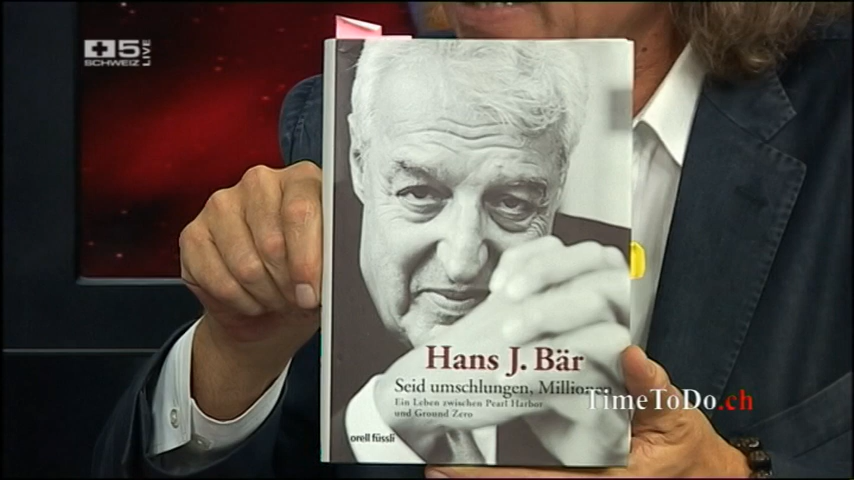 5
SCHWEIZ
LIVE
Hans J. Bär
Seid umschlungen, Millionen
Ein Leben zwischen Pearl Harbor
und Ground Zero
TimeToDo.ch
orell füssli